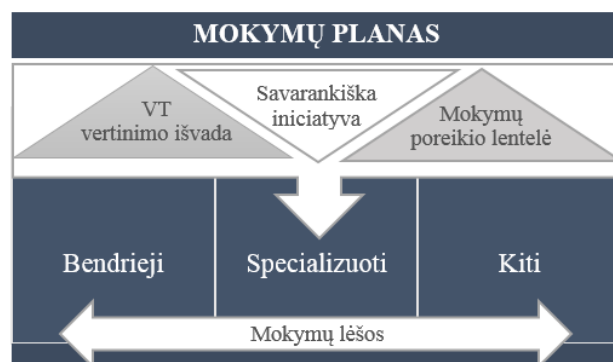 MOKYMŲ PLANAS
VT
vertinimo išvada
Savarankiška
iniciatyva
Mokymų
poreikio lentelė
Bendrieji
Specializuoti
Kiti
Mokymų lėšos